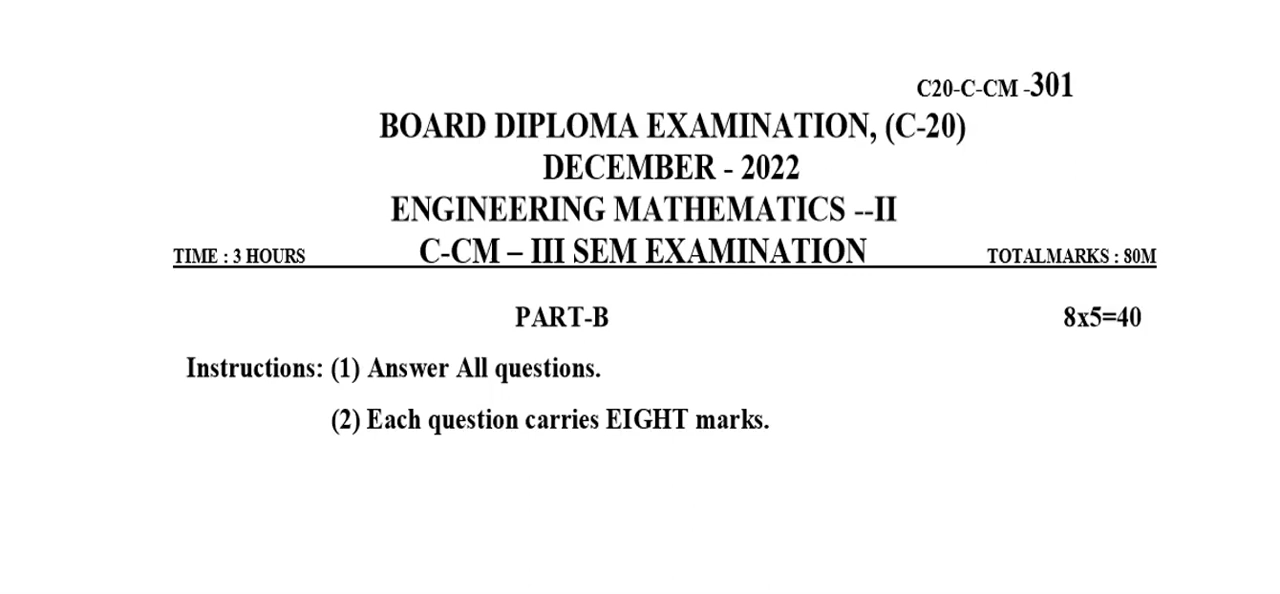 C20-C-CM -301
BOARD DIPLOMA EXAMINATION, (C-20)
DECEMBER - 2022
ENGINEERING MATHEMATICS --II
TIME : 3 HOURS C-CM – III SEM EXAMINATION TOTALMARKS : 80M
PART-B 8x5=40
Instructions: (1) Answer All questions.
(2) Each question carries EIGHT marks.